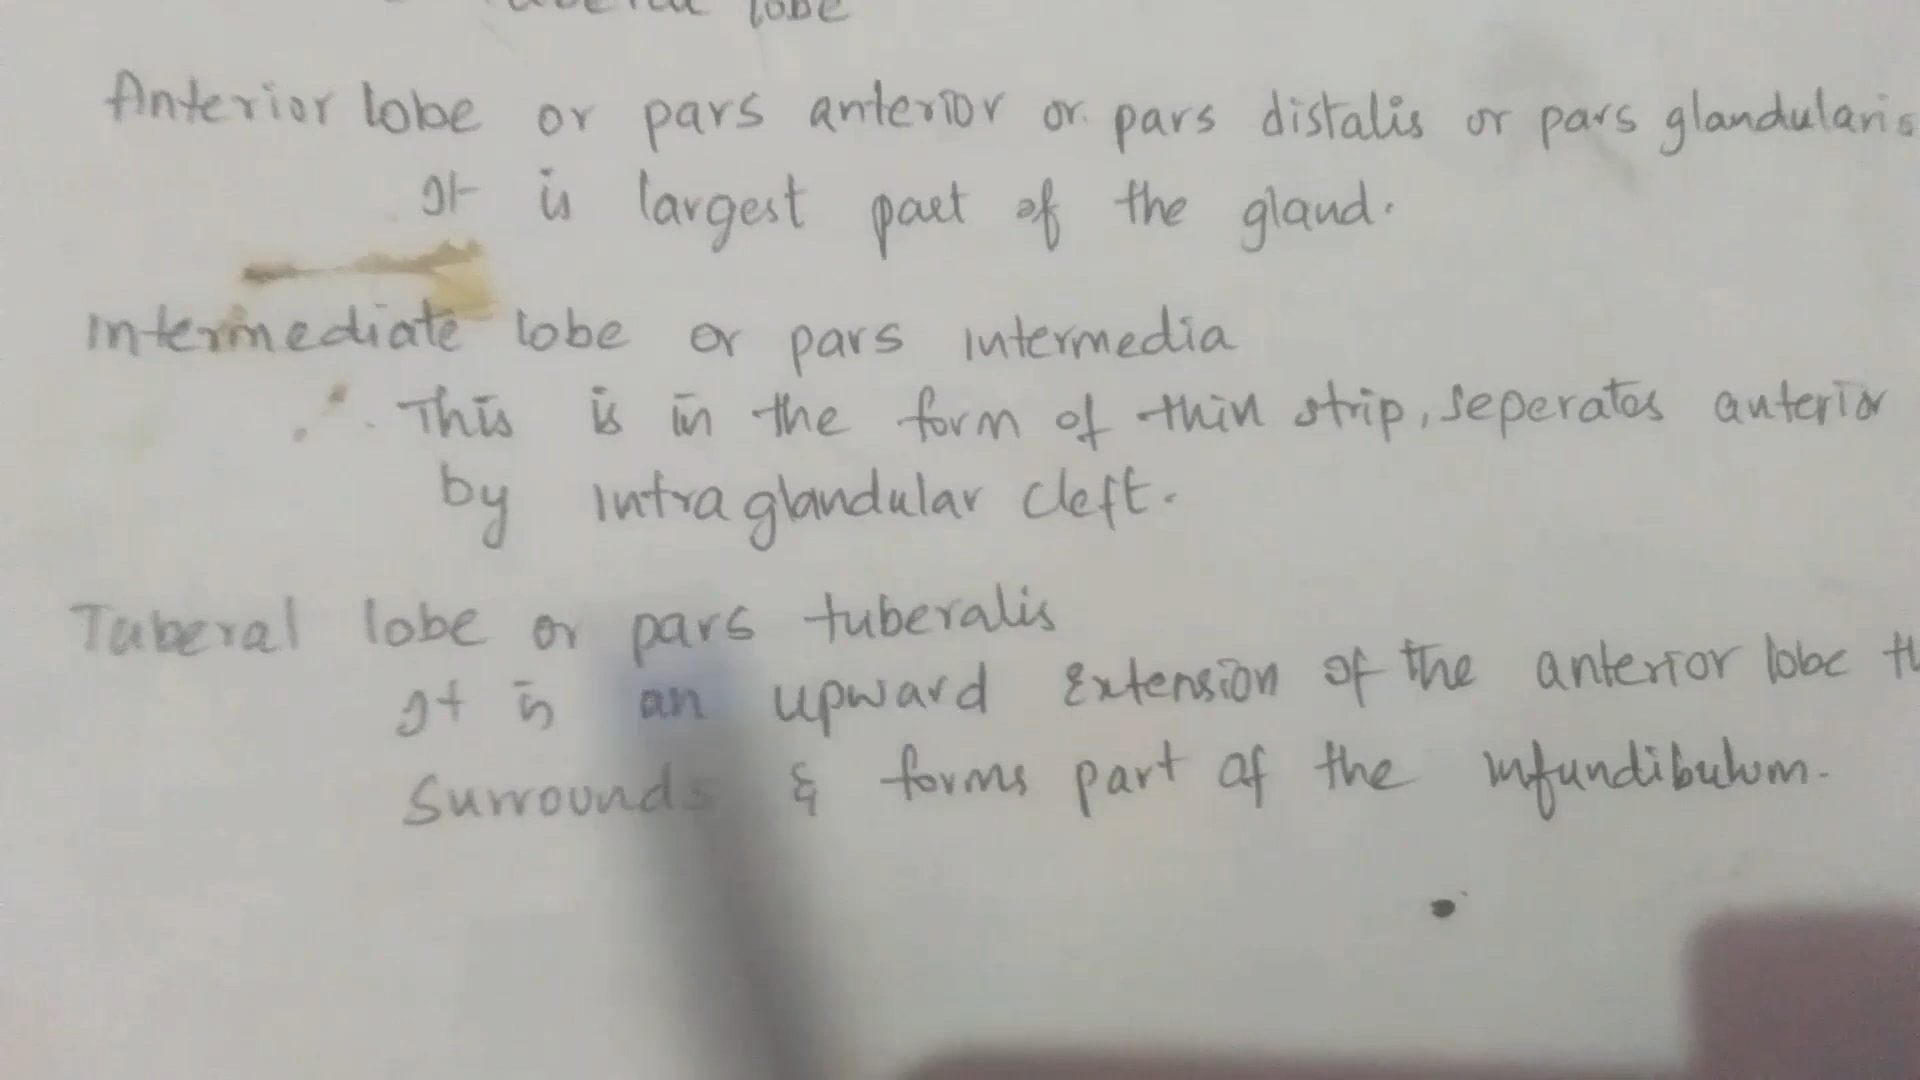 lobe
Anterior lobe or pars anterior or pars distalis or pars glandularis
It is largest part of the gland.
Intermediate lobe or pars intermedia
This is in the form of thin strip, seperates anterior
by intraglandular cleft.
Tuberal lobe or pars tuberalis
It is an upward Extension of the anterior lobe
Surrounds & forms part of the infundibulum.